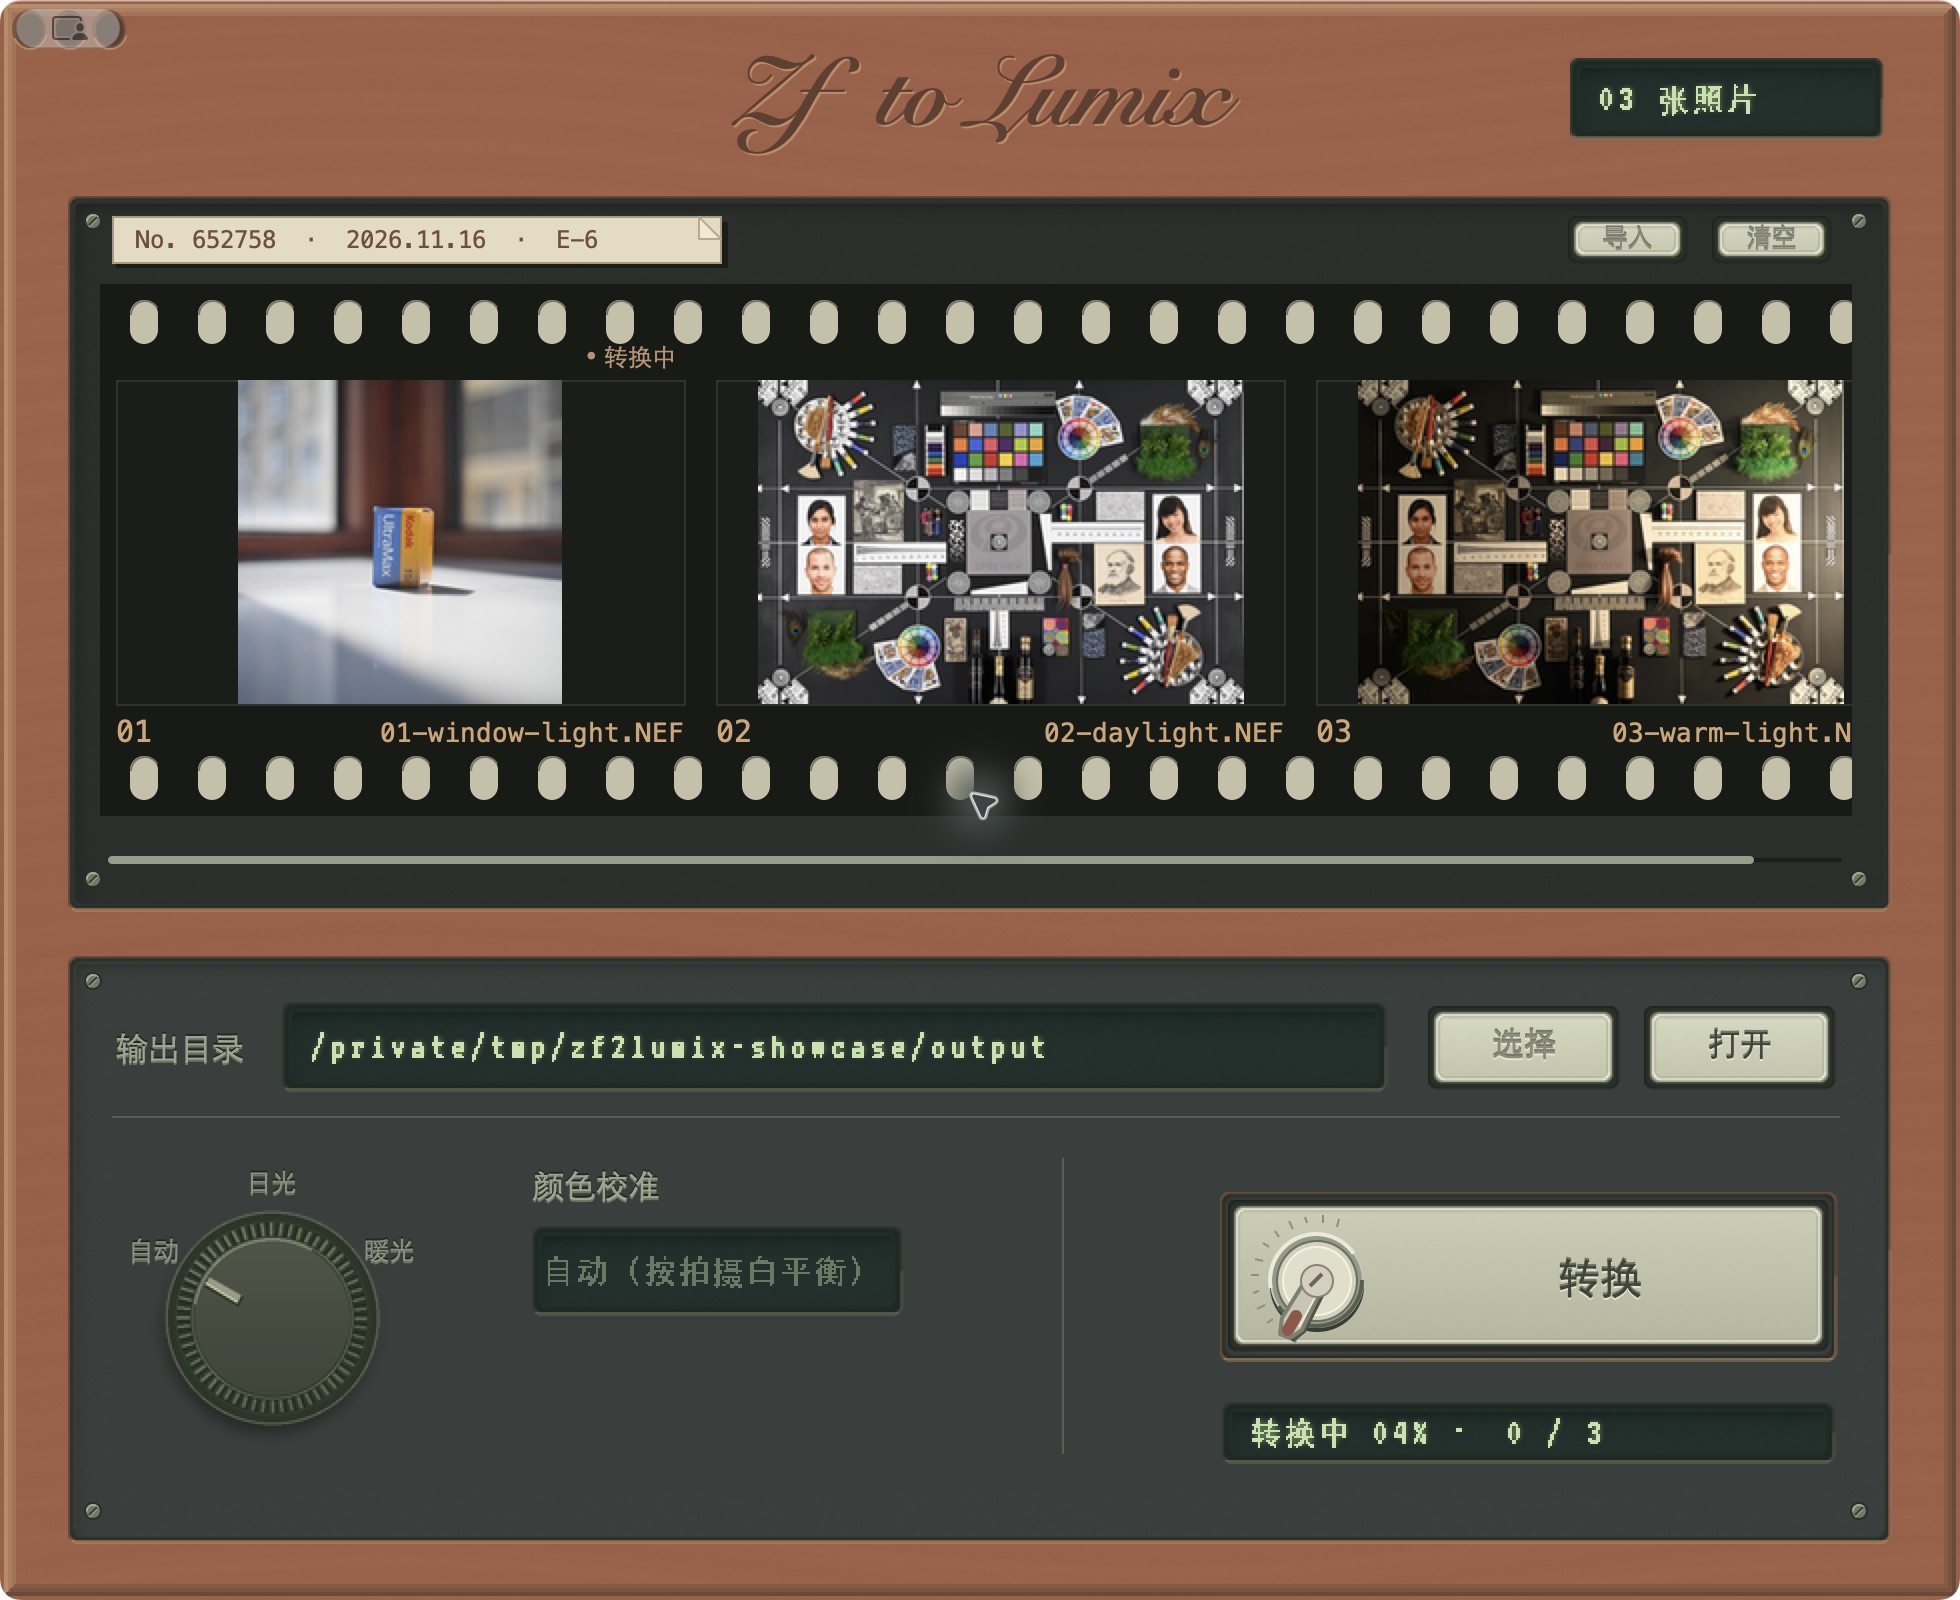 Zf to Lumix
03 张照片
No. 652758 · 2026.11.16 · E-6
导入
清空
• 转换中
Kodak
UltraMax
01
01-window-light.NEF
02
02-daylight.NEF
03
03-warm-light.N
输出目录
/private/tmp/zf2lumix-showcase/output
选择
打开
日光
自动
暖光
颜色校准
自动（按拍摄白平衡）
转换
转换中 04% · 0 / 3